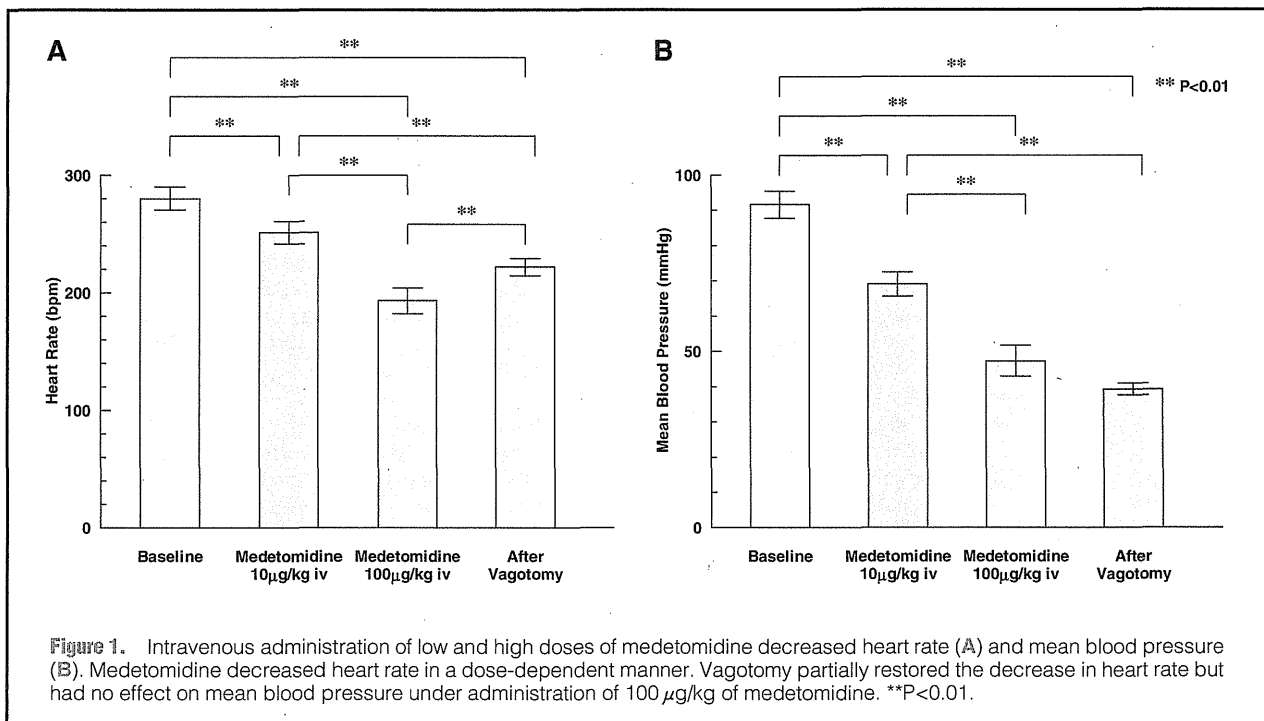 A
**
**
**
**
**
**
300
200
100
0
Heart Rate (bpm)
Baseline
Medetomidine
10μg/kg iv
Medetomidine
100μg/kg iv
After
Vagotomy
B
**
** P<0.01
**
**
**
**
100
50
0
Mean Blood Pressure (mmHg)
Baseline
Medetomidine
10μg/kg iv
Medetomidine
100μg/kg iv
After
Vagotomy
Figure 1. Intravenous administration of low and high doses of medetomidine decreased heart rate (A) and mean blood pressure
(B). Medetomidine decreased heart rate in a dose-dependent manner. Vagotomy partially restored the decrease in heart rate but
had no effect on mean blood pressure under administration of 100 μg/kg of medetomidine. **P<0.01.